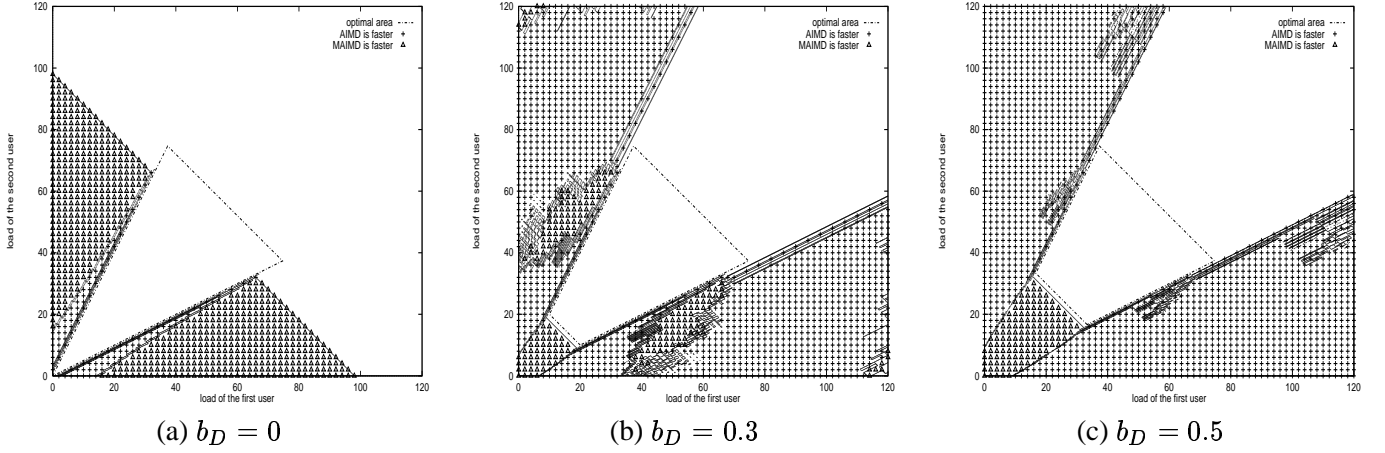 120
100
80
60
40
20
0
load of the second user
optimal area
AIMD is faster
MAIMD is faster
0 20 40 60 80 100 120
load of the first user
(a) b_D = 0
120
100
80
60
40
20
0
load of the second user
optimal area
AIMD is faster
MAIMD is faster
0 20 40 60 80 100 120
load of the first user
(b) b_D = 0.3
120
100
80
60
40
20
0
load of the second user
optimal area
AIMD is faster
MAIMD is faster
0 20 40 60 80 100 120
load of the first user
(c) b_D = 0.5